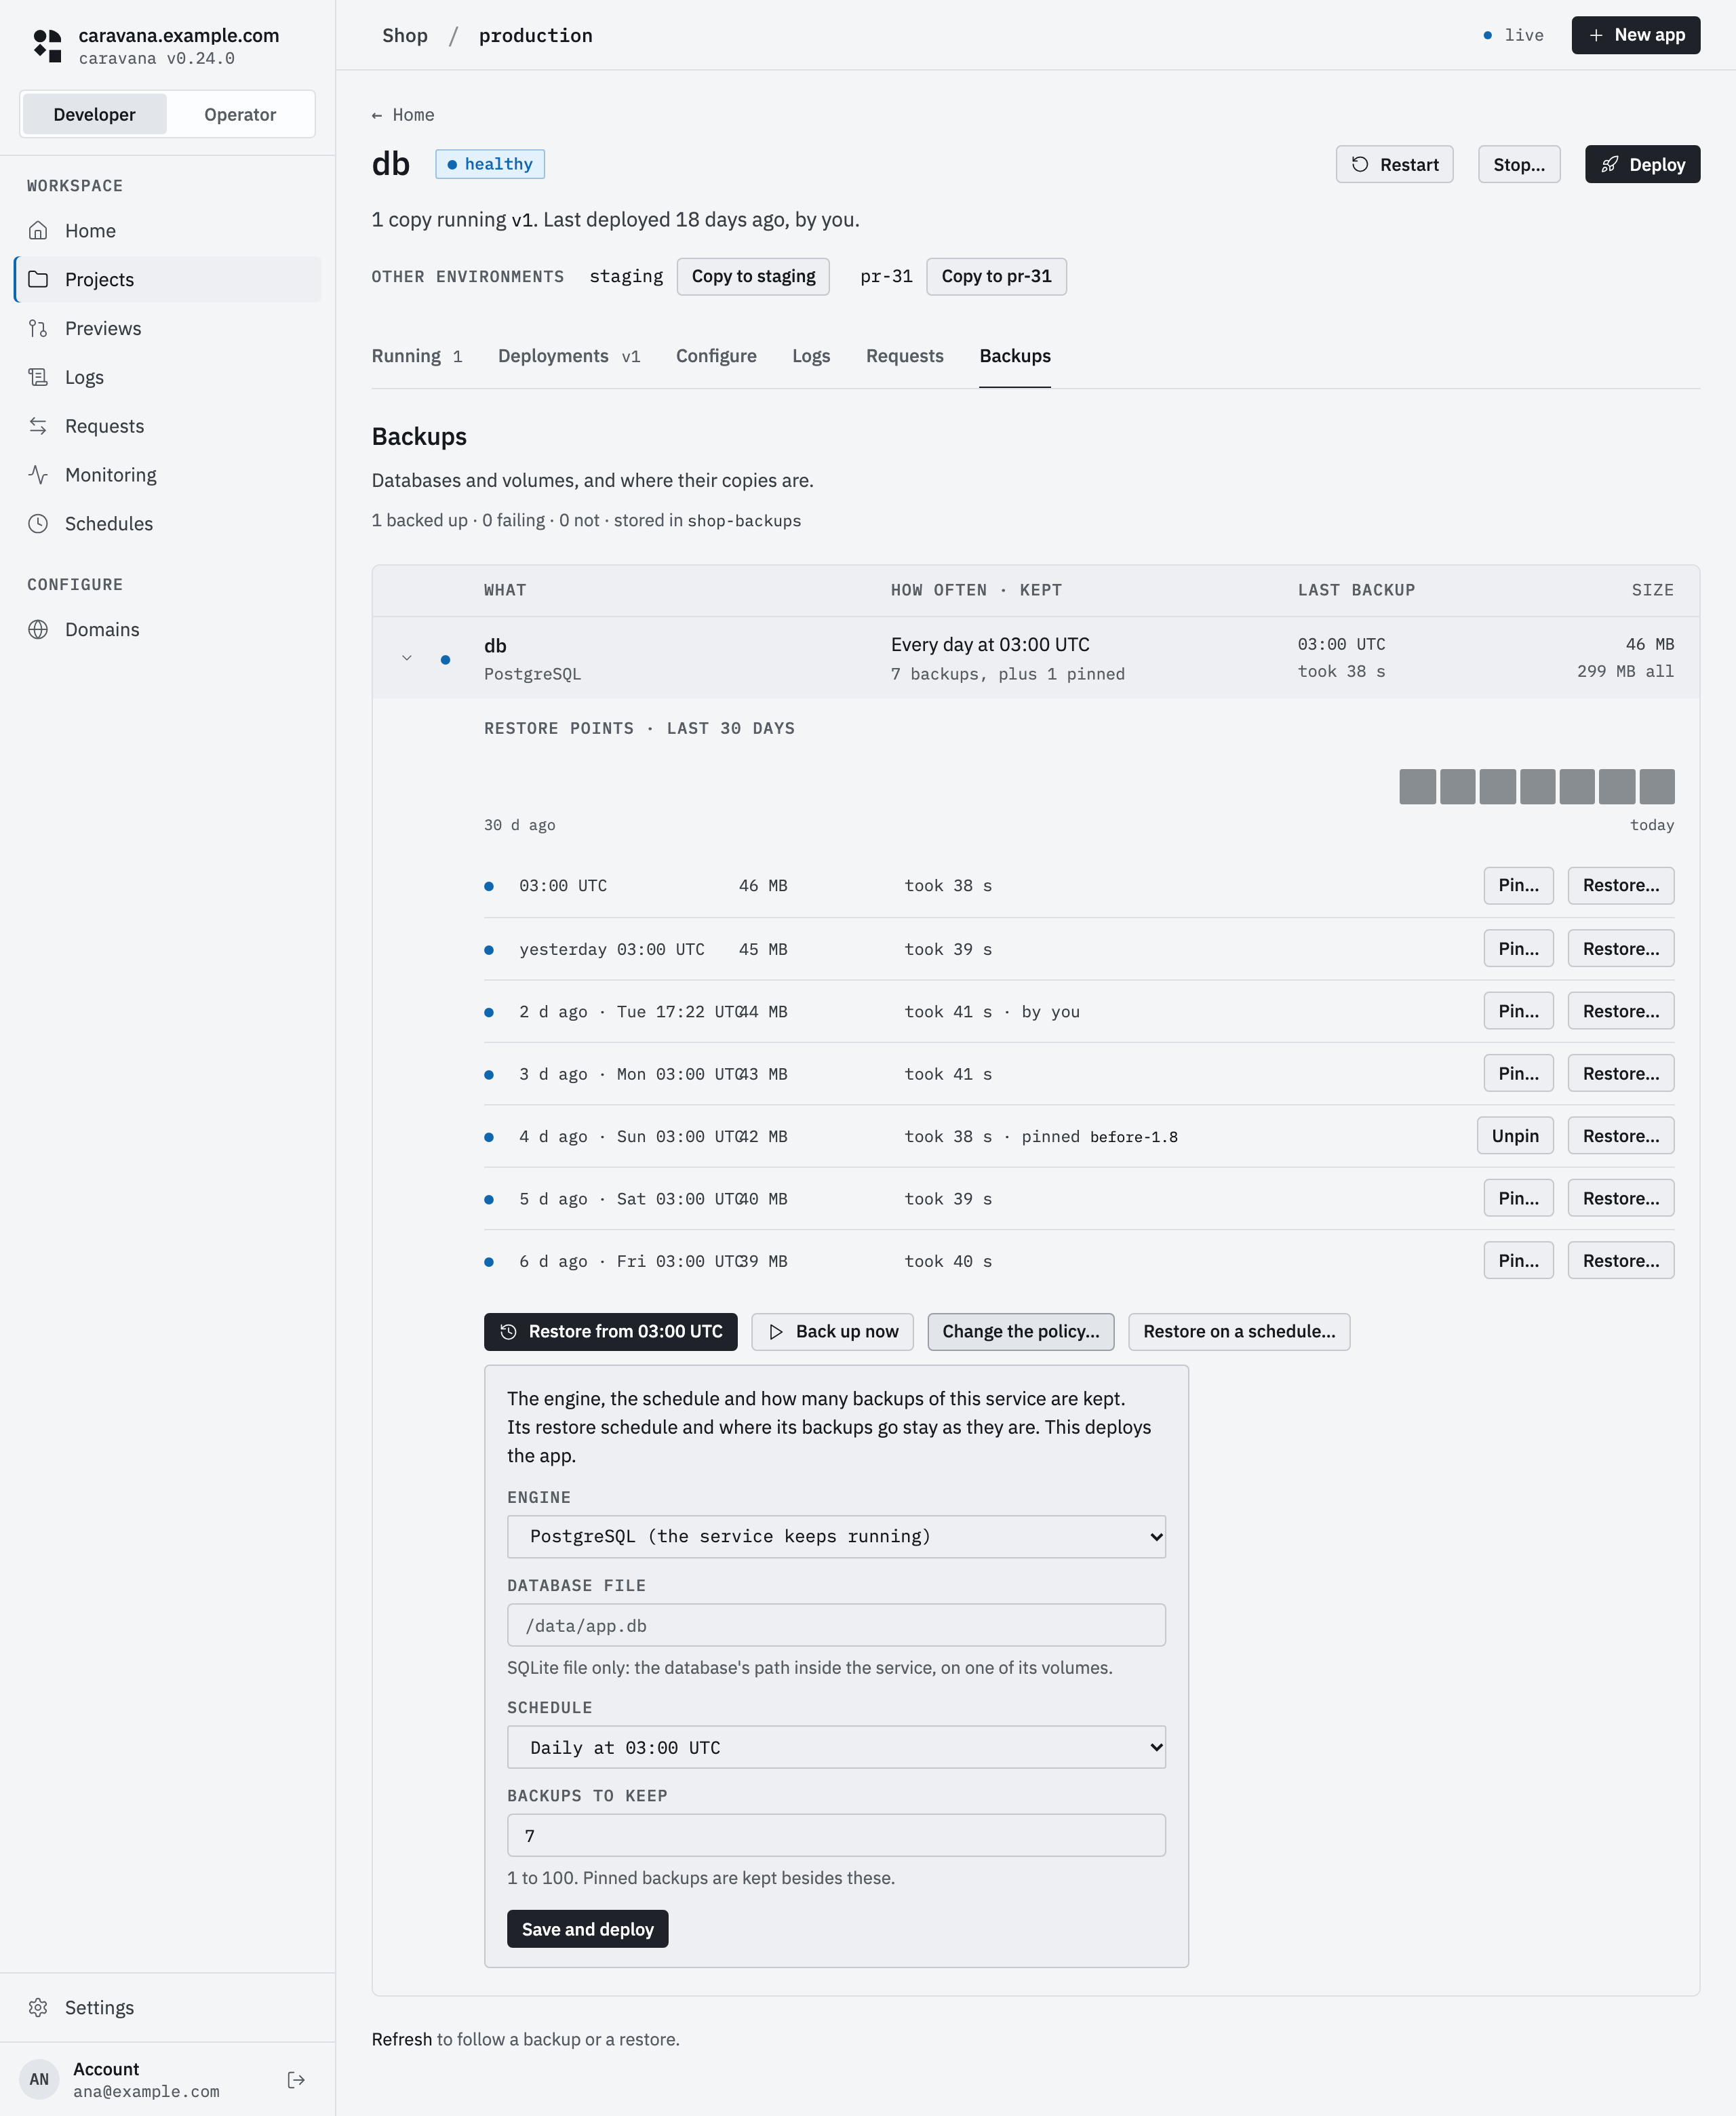 caravana.example.com
caravana v0.24.0
Developer Operator
WORKSPACE
Home
Projects
Previews
Logs
Requests
Monitoring
Schedules
CONFIGURE
Domains
Settings
AN
Account
ana@example.com
Shop / production
live
New app
← Home
db
healthy
Restart
Stop...
Deploy
1 copy running v1. Last deployed 18 days ago, by you.
OTHER ENVIRONMENTS staging Copy to staging pr-31 Copy to pr-31
Running 1 Deployments v1 Configure Logs Requests Backups
Backups
Databases and volumes, and where their copies are.
1 backed up · 0 failing · 0 not · stored in shop-backups
WHAT HOW OFTEN · KEPT LAST BACKUP SIZE
db Every day at 03:00 UTC 03:00 UTC 46 MB
PostgreSQL 7 backups, plus 1 pinned took 38 s 299 MB all
RESTORE POINTS · LAST 30 DAYS
30 d ago today
03:00 UTC 46 MB took 38 s Pin... Restore...
yesterday 03:00 UTC 45 MB took 39 s Pin... Restore...
2 d ago · Tue 17:22 UTC 44 MB took 41 s · by you Pin... Restore...
3 d ago · Mon 03:00 UTC 43 MB took 41 s Pin... Restore...
4 d ago · Sun 03:00 UTC 42 MB took 38 s · pinned before-1.8 Unpin Restore...
5 d ago · Sat 03:00 UTC 40 MB took 39 s Pin... Restore...
6 d ago · Fri 03:00 UTC 39 MB took 40 s Pin... Restore...
Restore from 03:00 UTC Back up now Change the policy... Restore on a schedule...
The engine, the schedule and how many backups of this service are kept.
Its restore schedule and where its backups go stay as they are. This deploys
the app.
ENGINE
PostgreSQL (the service keeps running)
DATABASE FILE
/data/app.db
SQLite file only: the database's path inside the service, on one of its volumes.
SCHEDULE
Daily at 03:00 UTC
BACKUPS TO KEEP
7
1 to 100. Pinned backups are kept besides these.
Save and deploy
Refresh to follow a backup or a restore.